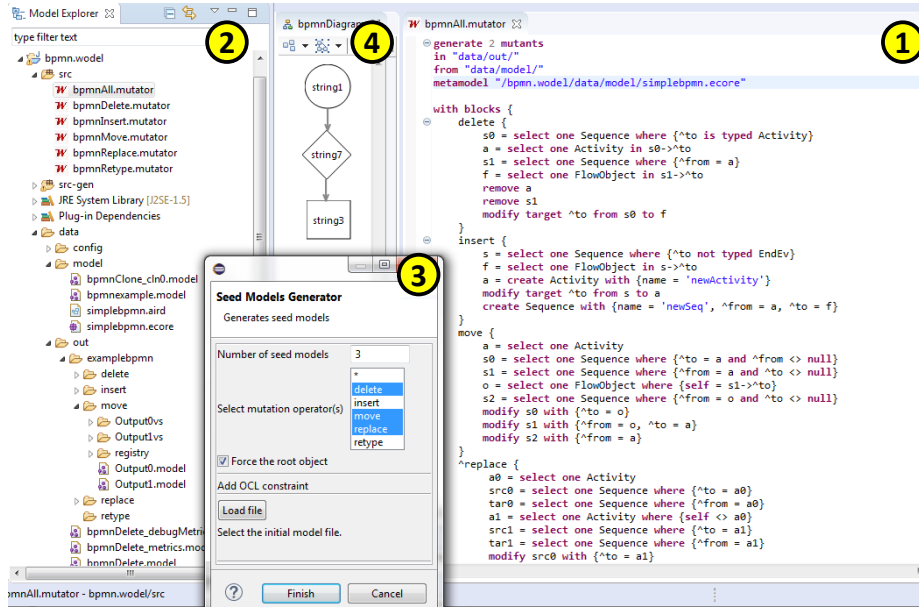 Model Explorer
type filter text
2
bpmn.wodel
src
bpmnAll.mutator
bpmnDelete.mutator
bpmnInsert.mutator
bpmnMove.mutator
bpmnReplace.mutator
bpmnRetype.mutator
src-gen
JRE System Library [J2SE-1.5]
Plug-in Dependencies
data
config
model
bpmnClone_cln0.model
bpmnexample.model
simplebpmn.aird
simplebpmn.ecore
out
examplebpmn
delete
insert
move
Output0vs
Output1vs
registry
Output0.model
Output1.model
replace
retype
bpmnDelete_debugMetri
bpmnDelete_metrics.mod
bpmnDelete.model
bpmnDiagram
4
string1
string7
string3
Seed Models Generator
3
Generates seed models
Number of seed models 3
*
delete
insert
Select mutation operator(s) move
replace
retype
Force the root object
Add OCL constraint
Load file
Select the initial model file.
? Finish Cancel
bpmnAll.mutator
1
generate 2 mutants
in "data/out/"
from "data/model/"
metamodel "/bpmn.wodel/data/model/simplebpmn.ecore"
with blocks {
delete {
s0 = select one Sequence where {^to is typed Activity}
a = select one Activity in s0->^to
s1 = select one Sequence where {^from = a}
f = select one FlowObject in s1->^to
remove a
remove s1
modify target ^to from s0 to f
}
insert {
s = select one Sequence where {^to not typed EndEv}
f = select one FlowObject in s->^to
a = create Activity with {name = 'newActivity'}
modify target ^to from s to a
create Sequence with {name = 'newSeq', ^from = a, ^to = f}
}
move {
a = select one Activity
s0 = select one Sequence where {^to = a and ^from <> null}
s1 = select one Sequence where {^from = a and ^to <> null}
o = select one FlowObject where {self = s1->^to}
s2 = select one Sequence where {^from = o and ^to <> null}
modify s0 with {^to = o}
modify s1 with {^from = o, ^to = a}
modify s2 with {^from = a}
}
^replace {
a0 = select one Activity
src0 = select one Sequence where {^to = a0}
tar0 = select one Sequence where {^from = a0}
a1 = select one Activity where {self <> a0}
src1 = select one Sequence where {^to = a1}
tar1 = select one Sequence where {^from = a1}
modify src0 with {^to = a1}
pmnAll.mutator - bpmn.wodel/src